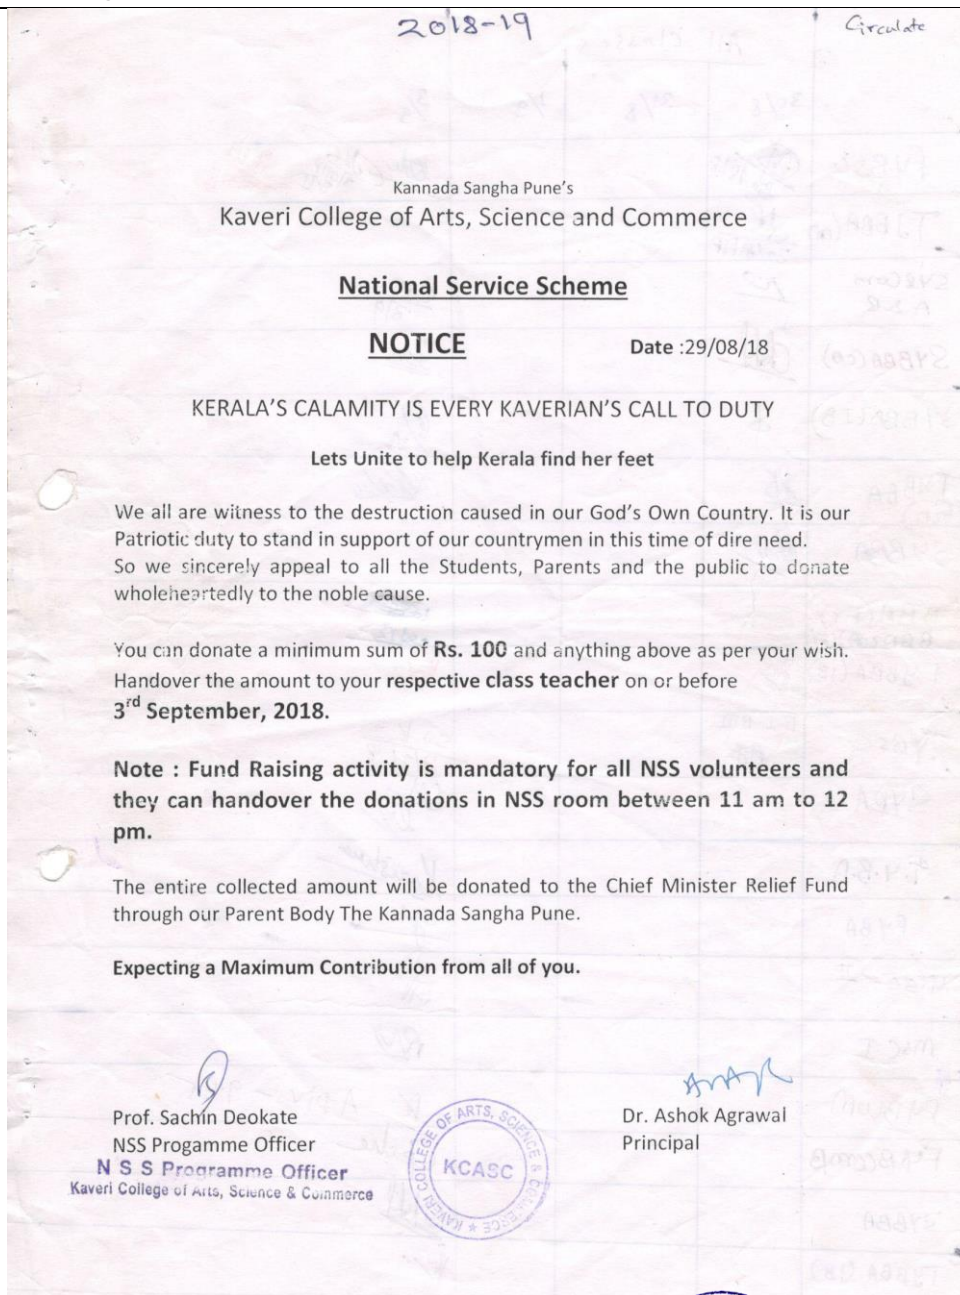 2018-19
Circulate
Kannada Sangha Pune's
Kaveri College of Arts, Science and Commerce
National Service Scheme
NOTICE Date :29/08/18
KERALA'S CALAMITY IS EVERY KAVERIAN'S CALL TO DUTY
Lets Unite to help Kerala find her feet
We all are witness to the destruction caused in our God's Own Country. It is our
Patriotic duty to stand in support of our countrymen in this time of dire need.
So we sincerely appeal to all the Students, Parents and the public to donate
wholeheartedly to the noble cause.
You can donate a minimum sum of Rs. 100 and anything above as per your wish.
Handover the amount to your respective class teacher on or before
3rd September, 2018.
Note : Fund Raising activity is mandatory for all NSS volunteers and
they can handover the donations in NSS room between 11 am to 12
pm.
The entire collected amount will be donated to the Chief Minister Relief Fund
through our Parent Body The Kannada Sangha Pune.
Expecting a Maximum Contribution from all of you.
Prof. Sachin Deokate
NSS Progamme Officer
N S S Programme Officer
Kaveri College of Arts, Science & Commerce
KAVERI COLLEGE OF ARTS, SCIENCE & COMMERCE
KCASC
Dr. Ashok Agrawal
Principal